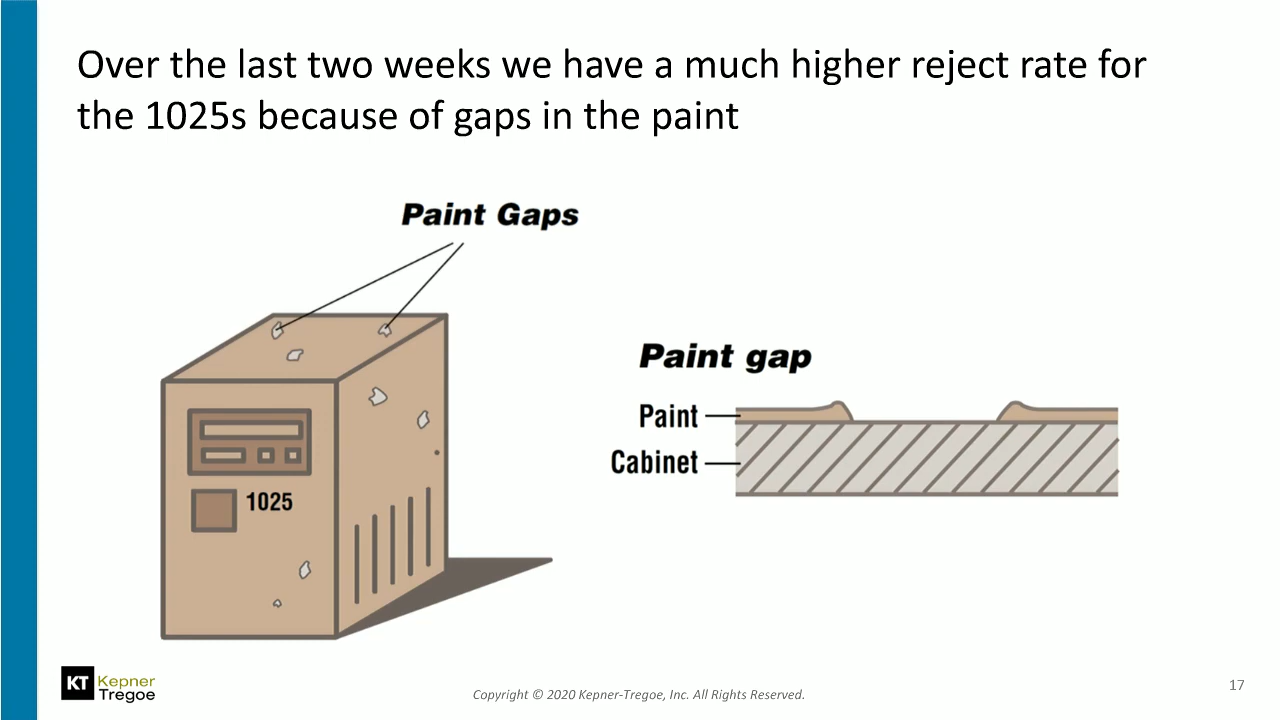 Over the last two weeks we have a much higher reject rate for
the 1025s because of gaps in the paint
Paint Gaps
Paint gap
Paint
Cabinet
1025
KT Kepner
Tregoe
Copyright © 2020 Kepner-Tregoe, Inc. All Rights Reserved.
17